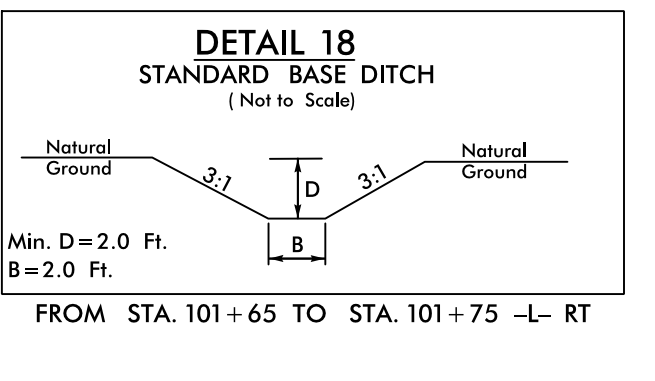 DETAIL 18
STANDARD BASE DITCH
( Not to Scale)
Natural
Ground
3:1
D
3:1
Natural
Ground
Min. D=2.0 Ft.
B
B=2.0 Ft.
FROM STA. 101+65 TO STA. 101+75 -L- RT